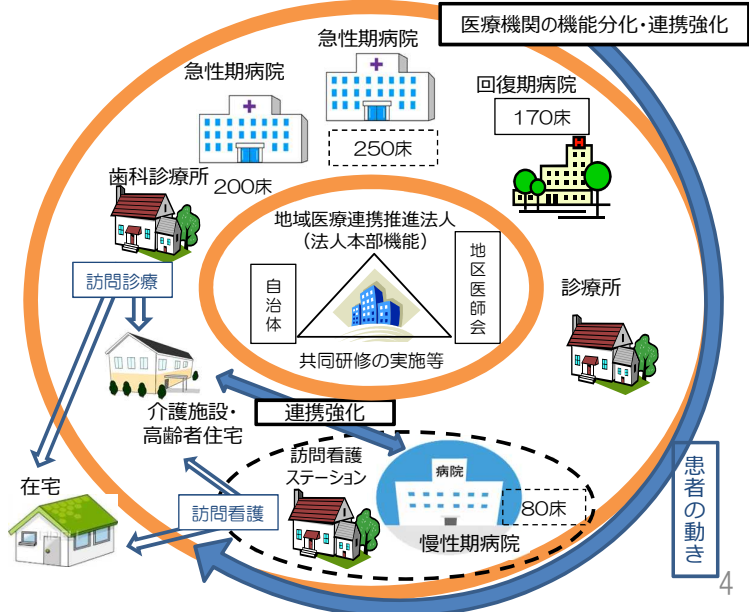 医療機関の機能分化・連携強化
急性期病院
急性期病院
回復期病院
170床
250床
200床
歯科診療所
地域医療連携推進法人
(法人本部機能)
自治体
地区医師会
共同研修の実施等
訪問診療
診療所
介護施設・
高齢者住宅
連携強化
訪問看護
ステーション
病院
80床
慢性期病院
在宅
訪問看護
患者の動き
4